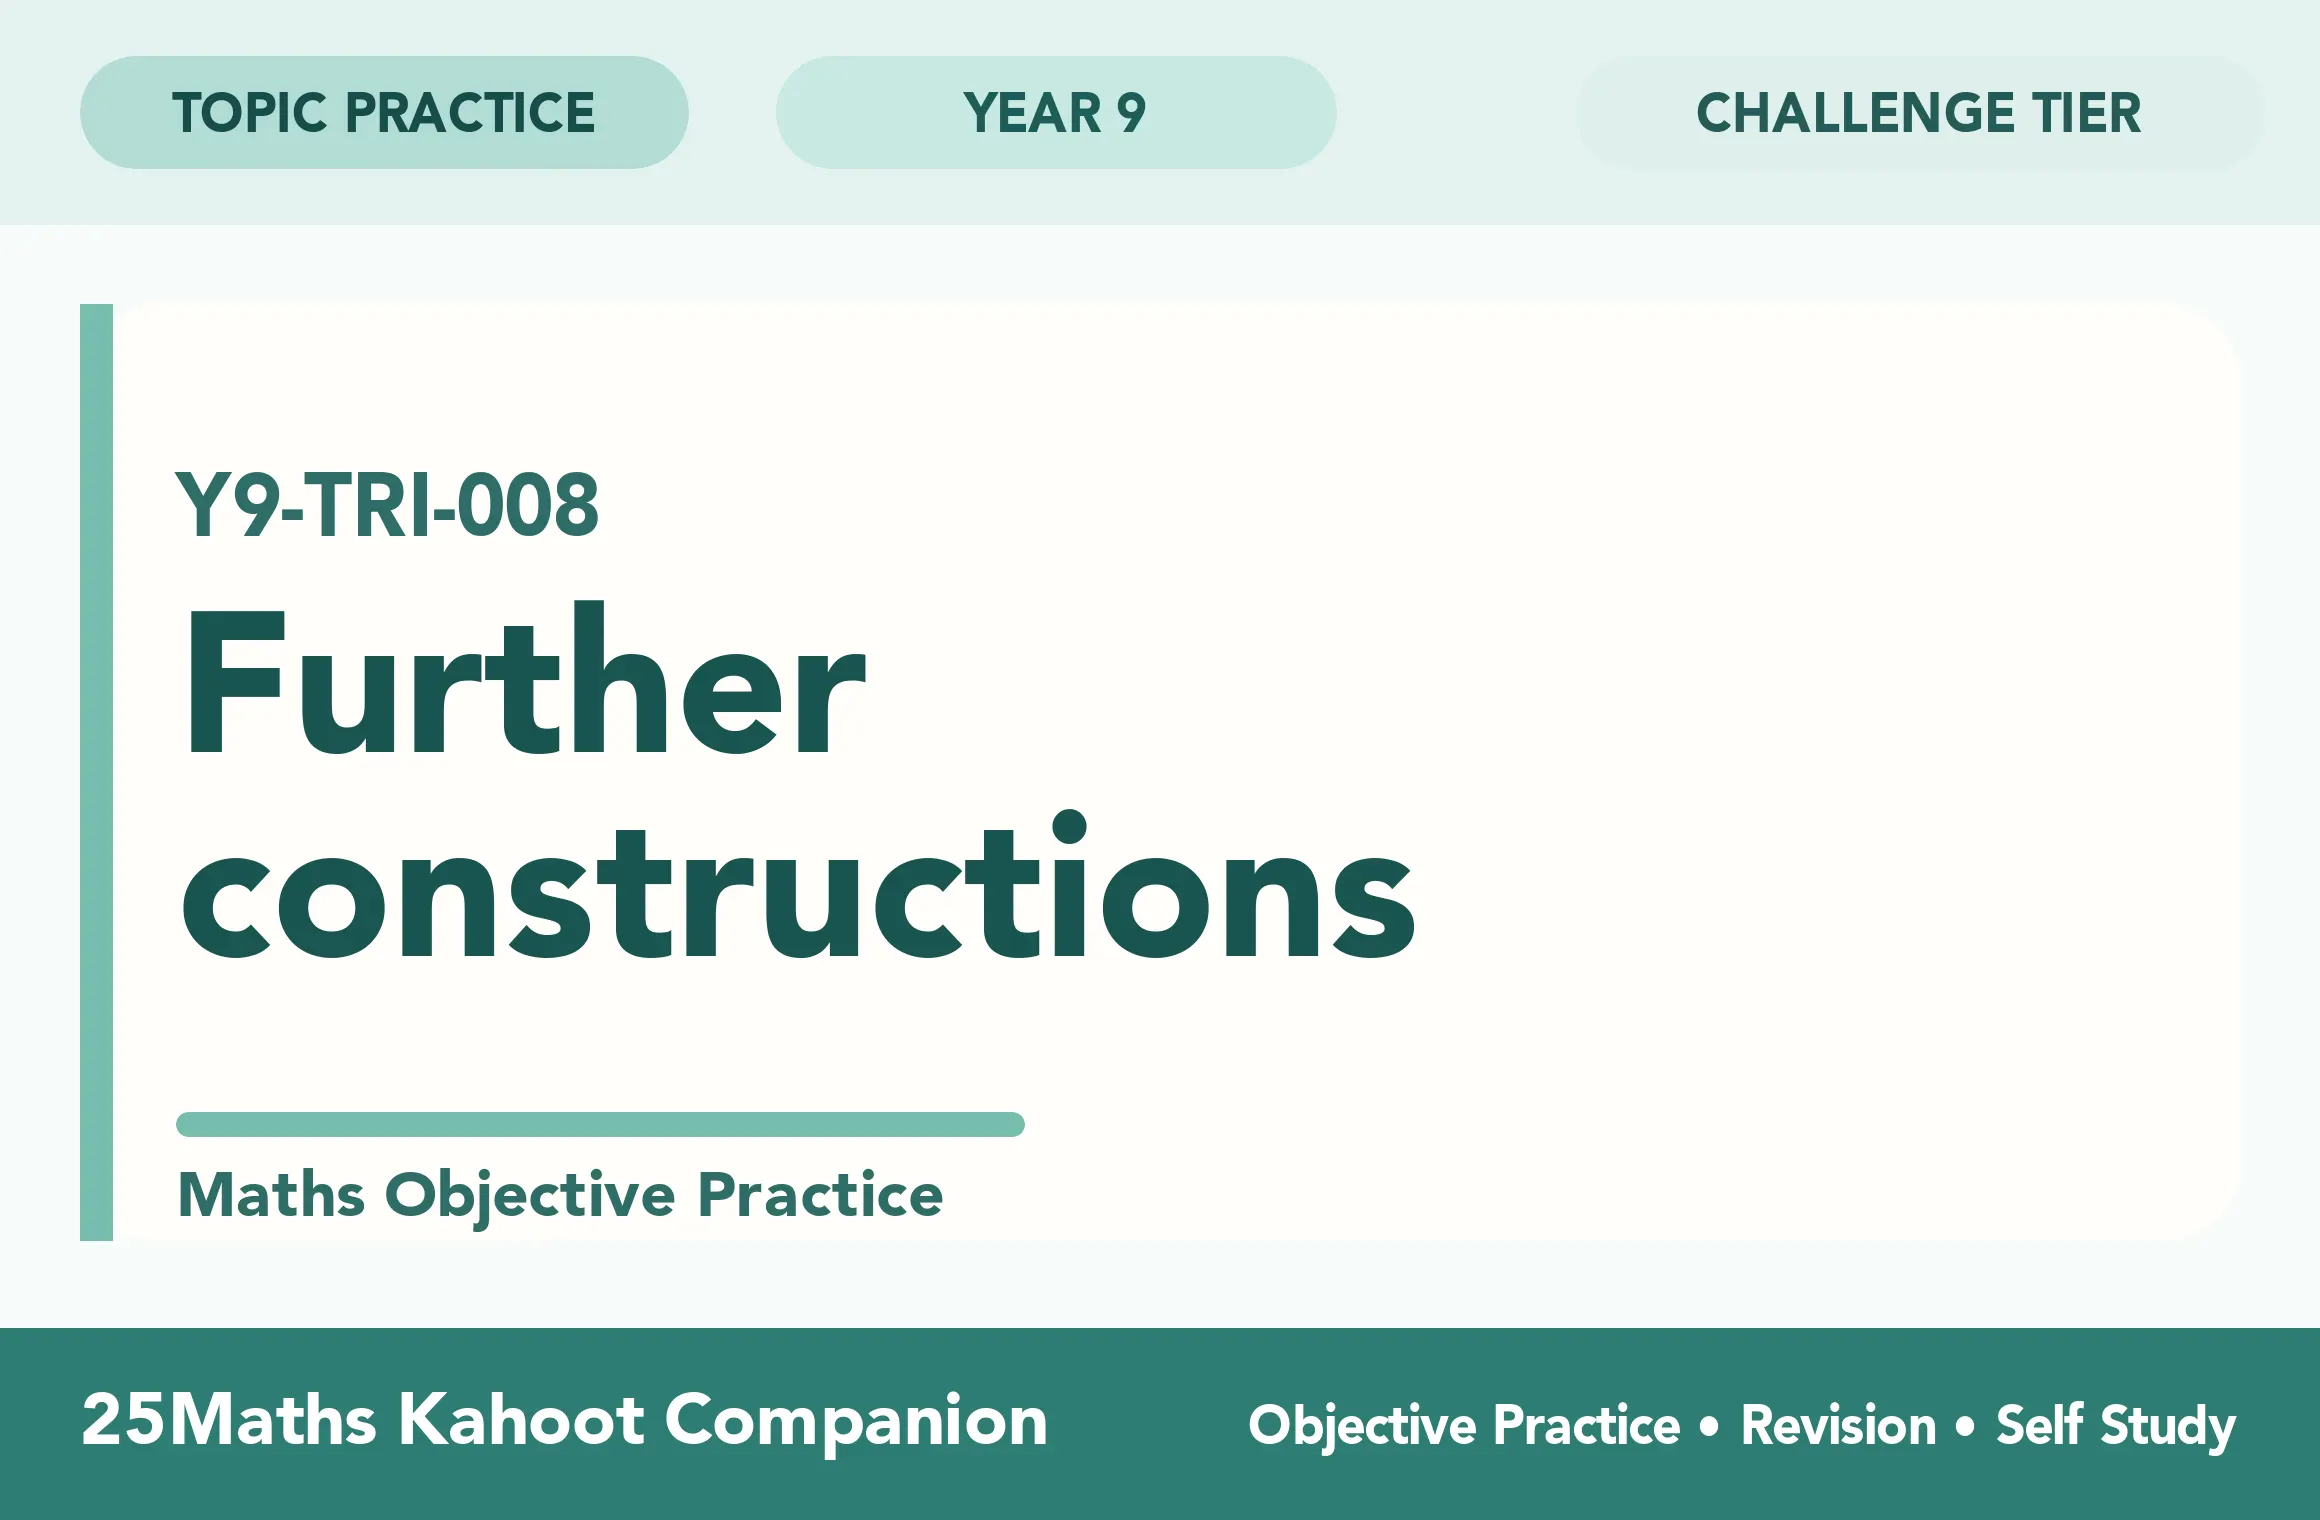 TOPIC PRACTICE
YEAR 9
CHALLENGE TIER
Y9-TRI-008
Further
constructions
Maths Objective Practice
25Maths Kahoot Companion
Objective Practice • Revision • Self Study